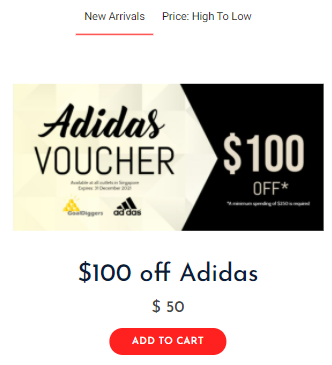 New Arrivals Price: High To Low
Adidas
VOUCHER
$100
OFF*
Available at all outlets in Singapore
Expires: 31 December 2021
*A minimum spending of $250 is required
GoalDiggers
adidas
$100 off Adidas
$ 50
ADD TO CART